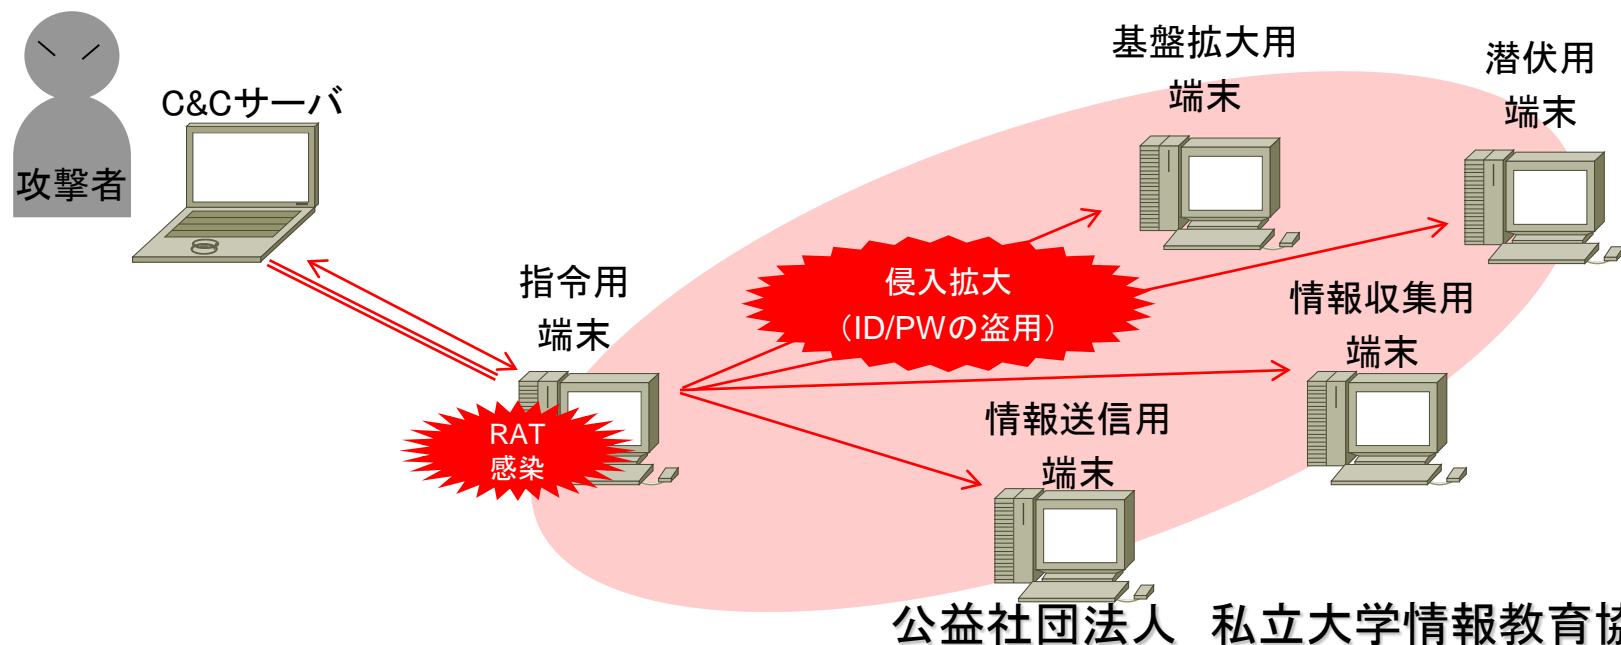 基盤拡大用
端末
潜伏用
端末
C&Cサーバ
攻撃者
指令用
端末
侵入拡大
（ID/PWの盗用）
情報収集用
端末
RAT
感染
情報送信用
端末
公益社団法人　私立大学情報教育協